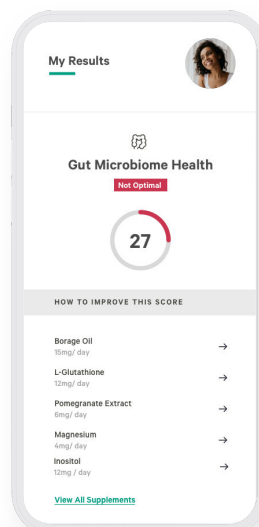 My Results
Gut Microbiome Health
Not Optimal
27
HOW TO IMPROVE THIS SCORE
Borage Oil
15mg/ day
L-Glutathione
12mg/ day
Pomegranate Extract
6mg/ day
Magnesium
4mg/ day
Inositol
12mg / day
View All Supplements